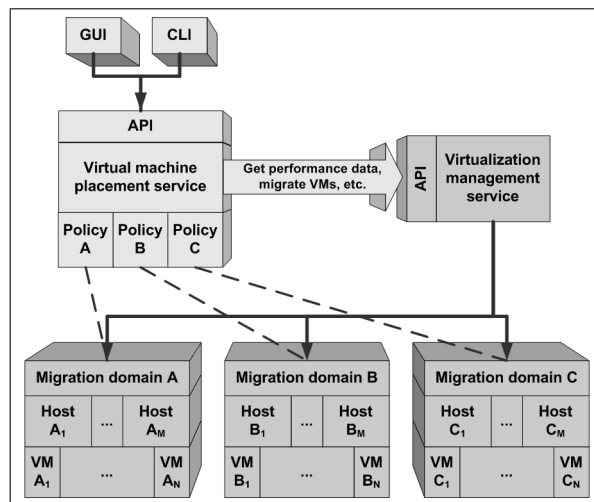 GUI
CLI
API
Virtual machine
placement service
Policy
A
Policy
B
Policy
C
Get performance data,
migrate VMs, etc.
API
Virtualization
management
service
Migration domain A
Host
A1
...
Host
AM
VM
A1
...
VM
AN
Migration domain B
Host
B1
...
Host
BM
VM
B1
...
VM
BN
Migration domain C
Host
C1
...
Host
CM
VM
C1
...
VM
CN